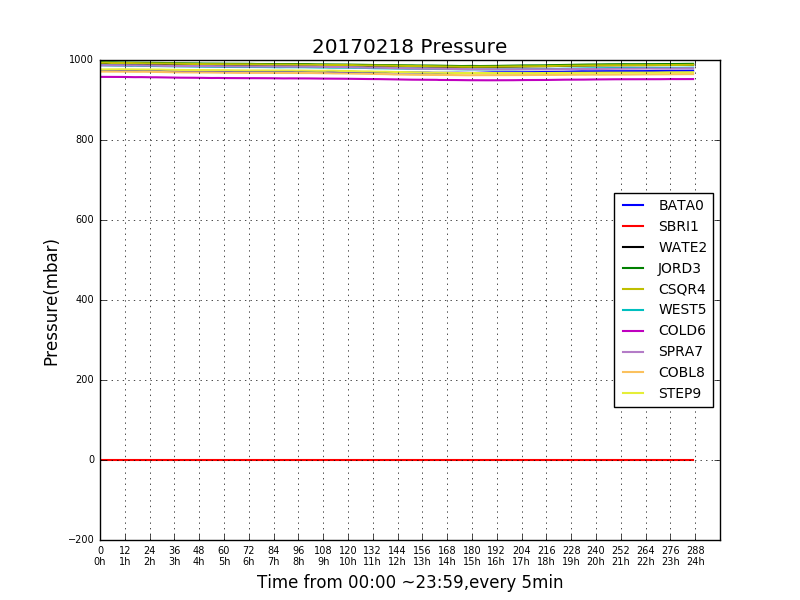 20170218 Pressure
1000
800
600
400
200
0
−200
Pressure(mbar)
BATA0
SBRI1
WATE2
JORD3
CSQR4
WEST5
COLD6
SPRA7
COBL8
STEP9
0 12 24 36 48 60 72 84 96 108 120 132 144 156 168 180 192 204 216 228 240 252 264 276 288
0h 1h 2h 3h 4h 5h 6h 7h 8h 9h 10h 11h 12h 13h 14h 15h 16h 17h 18h 19h 20h 21h 22h 23h 24h
Time from 00:00 ~23:59,every 5min